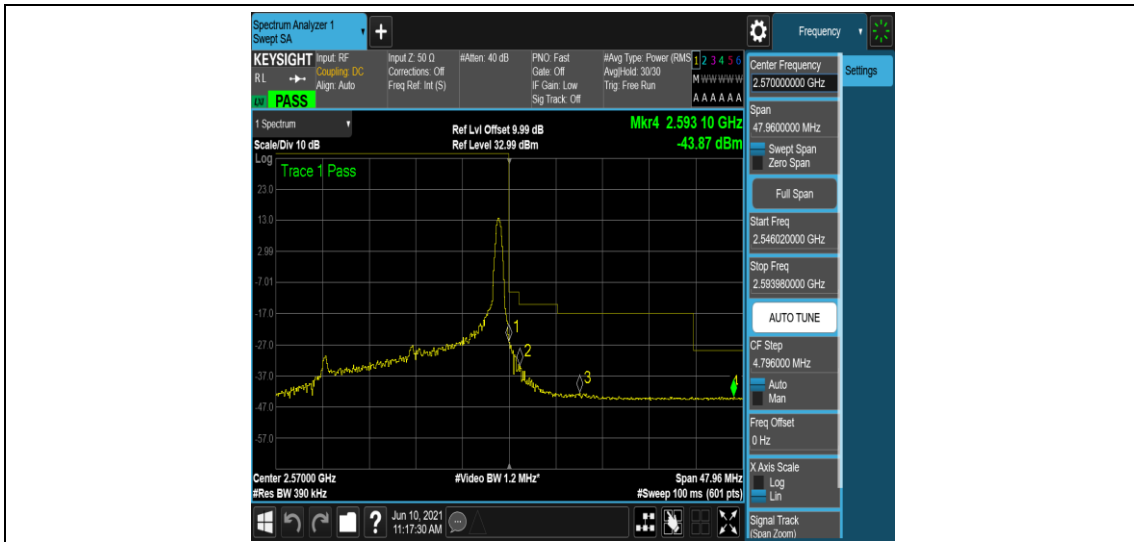 Spectrum Analyzer 1
Swept SA
+
Frequency
KEYSIGHT
RL
Input: RF
Coupling: DC
Align: Auto
Input Z: 50 Ω
Corrections: Off
Freq Ref: Int (S)
#Atten: 40 dB
PNO: Fast
Gate: Off
IF Gain: Low
Sig Track: Off
#Avg Type: Power (RMS
Avg|Hold: 30/30
Trig: Free Run
1 2 3 4 5 6
M W W W W W
A A A A A A
LXI PASS
1 Spectrum
Scale/Div 10 dB
Ref Lvl Offset 9.99 dB
Ref Level 32.99 dBm
Mkr4 2.593 10 GHz
-43.87 dBm
Log
Trace 1 Pass
23.0
13.0
2.99
-7.01
-17.0
-27.0
-37.0
-47.0
-57.0
1
2
3
4
Center 2.57000 GHz
#Res BW 390 kHz
#Video BW 1.2 MHz*
Span 47.96 MHz
#Sweep 100 ms (601 pts)
?
Jun 10, 2021
11:17:30 AM
Center Frequency
2.570000000 GHz
Settings
Span
47.9600000 MHz
Swept Span
Zero Span
Full Span
Start Freq
2.546020000 GHz
Stop Freq
2.593980000 GHz
AUTO TUNE
CF Step
4.796000 MHz
Auto
Man
Freq Offset
0 Hz
X Axis Scale
Log
Lin
Signal Track
(Span Zoom)